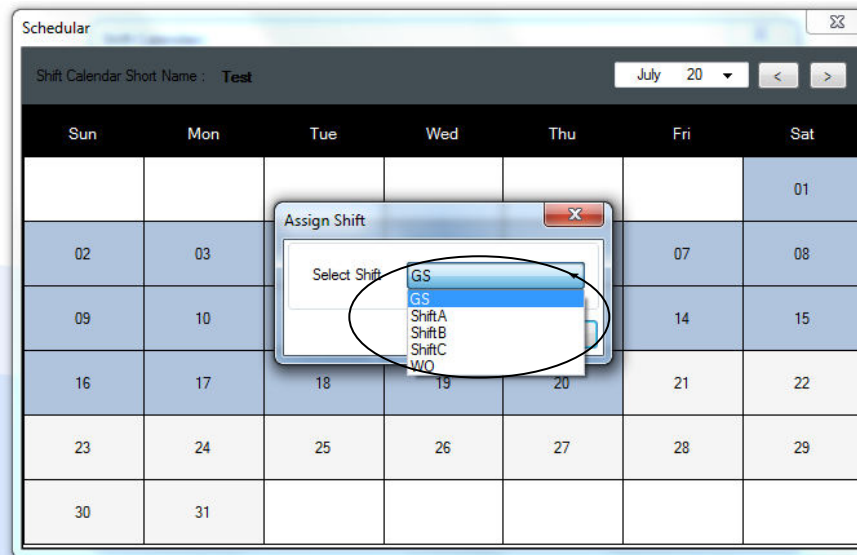 Schedular
Shift Calendar Short Name : Test July 20 < >
Sun Mon Tue Wed Thu Fri Sat
01
Assign Shift
02 03 07 08
Select Shift GS
GS
09 10 ShiftA 14 15
ShiftB
ShiftC
WO
16 17 18 19 20 21 22
23 24 25 26 27 28 29
30 31